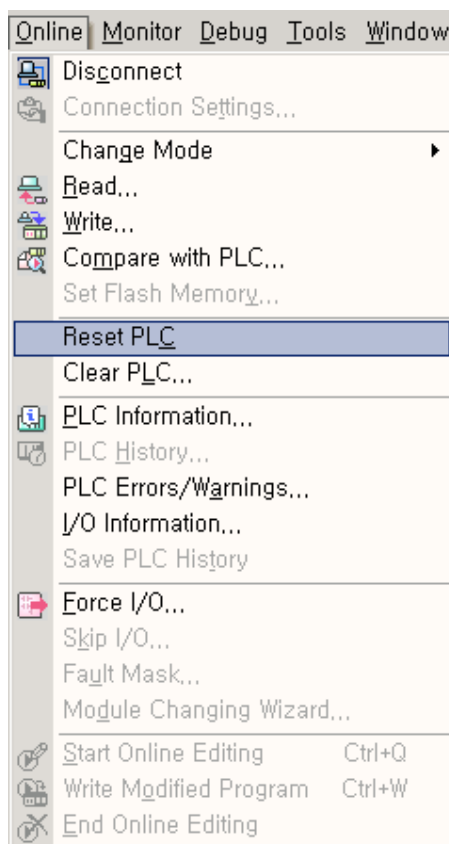 Online Monitor Debug Tools Window
Disconnect
Connection Settings...
Change Mode
Read...
Write...
Compare with PLC...
Set Flash Memory...
Reset PLC
Clear PLC...
PLC Information...
PLC History...
PLC Errors/Warnings...
I/O Information...
Save PLC History
Force I/O...
Skip I/O...
Fault Mask...
Module Changing Wizard...
Start Online Editing Ctrl+Q
Write Modified Program Ctrl+W
End Online Editing